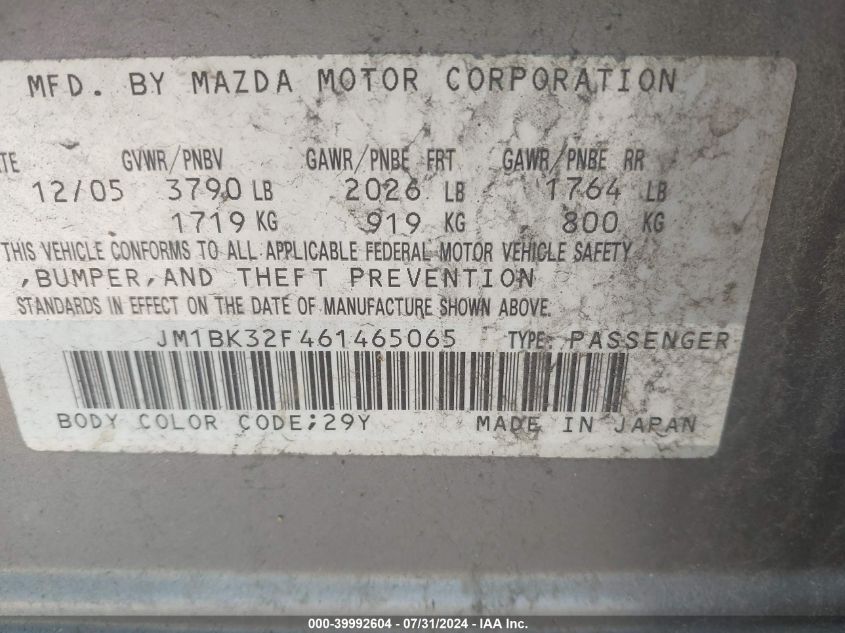 MFD. BY MAZDA MOTOR CORPORATION
TE GVWR/PNBV GAWR/PNBE FRT GAWR/PNBE RR
12/05 3790 LB 2026 LB 1764 LB
1719 KG 919 KG 800 KG
THIS VEHICLE CONFORMS TO ALL APPLICABLE FEDERAL MOTOR VEHICLE SAFETY
,BUMPER,AND THEFT PREVENTION
STANDARDS IN EFFECT ON THE DATE OF MANUFACTURE SHOWN ABOVE.
JM1BK32F461465065 TYPE: PASSENGER
BODY COLOR CODE;29Y MADE IN JAPAN
000-39992604 / 07/31/2024 - IAA Inc.